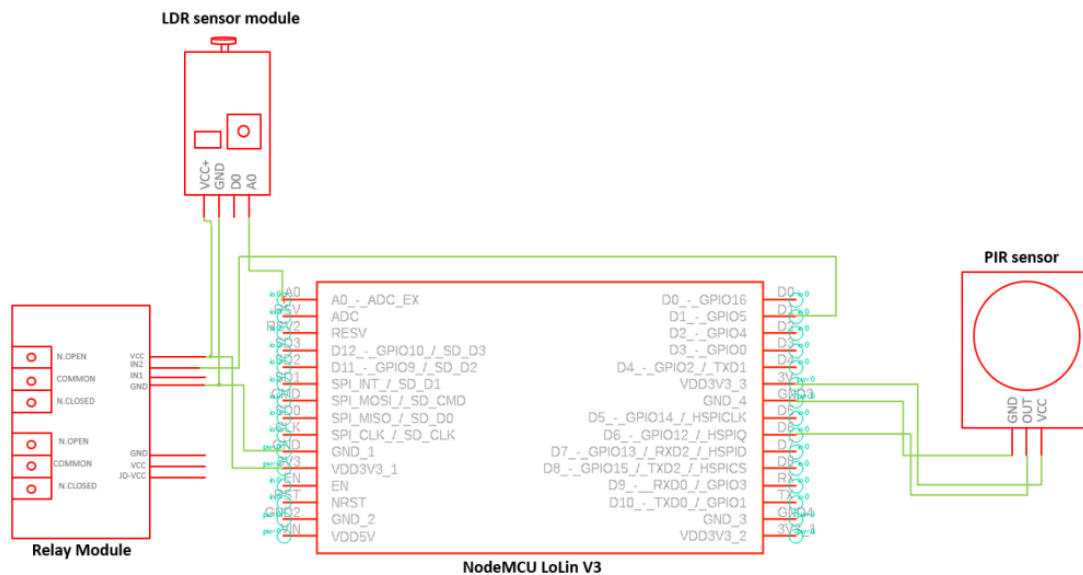 LDR sensor module
VCC+
GND
D0
A0
PIR sensor
GND
OUT
VCC
N.OPEN
COMMON
N.CLOSED
N.OPEN
COMMON
N.CLOSED
VCC
IN2
IN1
GND
GND
VCC
JD-VCC
Relay Module
A0
RSV2
EN
A0_-_ADC_EX
ADC
RESV
D12_-_GPIO10_/_SD_D3
D11_-_GPIO9_/_SD_D2
SPI_INT_/_SD_D1
SPI_MOSI_/_SD_CMD
SPI_MISO_/_SD_D0
SPI_CLK_/_SD_CLK
GND_1
VDD3V3_1
EN
NRST
GND_2
VDD5V
D0_-_GPIO16
D1_-_GPIO5
D2_-_GPIO4
D3_-_GPIO0
D4_-_GPIO2_/_TXD1
VDD3V3_3
GND_4
D5_-_GPIO14_/_HSPICLK
D6_-_GPIO12_/_HSPIQ
D7_-_GPIO13_/_RXD2_/_HSPID
D8_-_GPIO15_/_TXD2_/_HSPICS
D9_-__RXD0_/_GPIO3
D10_-_TXD0_/_GPIO1
GND_3
VDD3V3_2
D0
D1
D2
D3
D4
GND3
D5
D6
D7
D8
RX
TX
GND4
3V3_1
NodeMCU LoLin V3